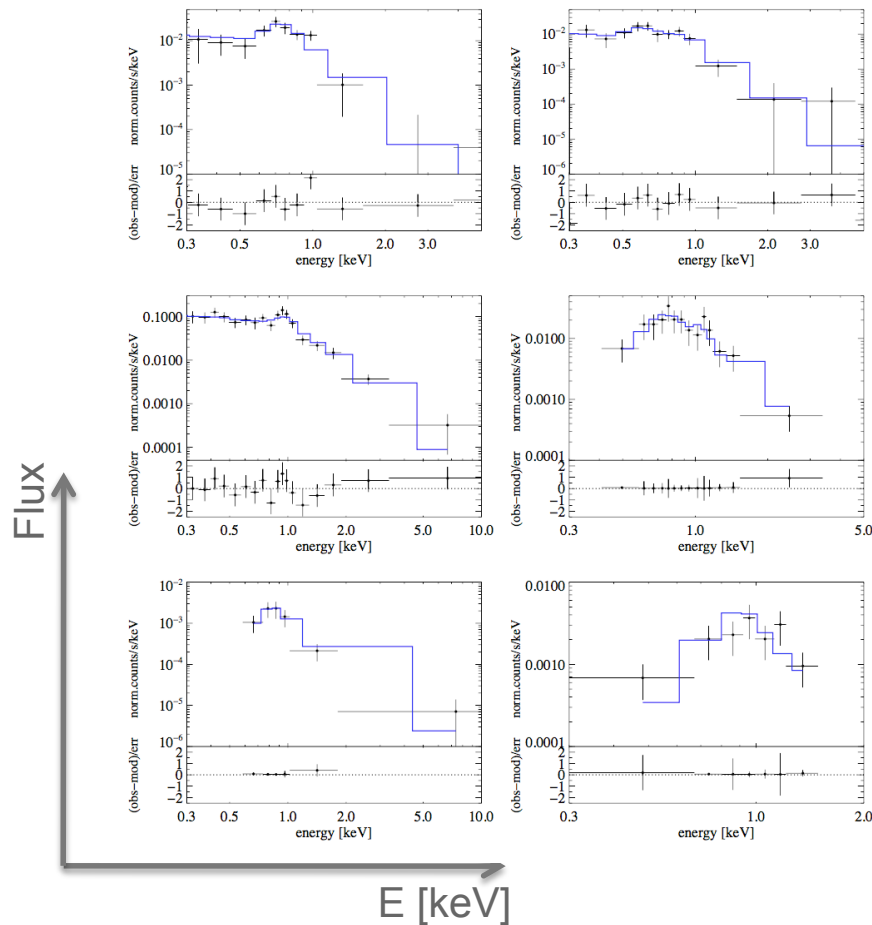 10⁻² 10⁻²
norm.counts/s/keV norm.counts/s/keV
10⁻³ 10⁻³
10⁻⁴ 10⁻⁴
10⁻⁵ 10⁻⁵
(obs−mod)/err (obs−mod)/err
2 2
1 1
0 0
−1 −1
−2 −2
0.3 0.5 1.0 3.0 0.3 0.5 1.0 3.0
energy [keV] energy [keV]
0.1000
norm.counts/s/keV norm.counts/s/keV
0.0100 0.0100
0.0010 0.0010
0.0001 0.0001
(obs−mod)/err (obs−mod)/err
2 2
1 1
0 0
−1 −1
−2 −2
0.3 0.5 1.0 2.0 5.0 10.0 0.3 1.0 5.0
energy [keV] energy [keV]
Flux
10⁻² 0.0100
norm.counts/s/keV norm.counts/s/keV
10⁻³
10⁻⁴ 0.0010
10⁻⁵
10⁻⁶ 0.0001
(obs−mod)/err (obs−mod)/err
2 2
1 1
0 0
−1 −1
−2 −2
0.3 0.5 1.0 2.0 5.0 10.0 0.3 1.0 2.0
energy [keV] energy [keV]
E [keV]